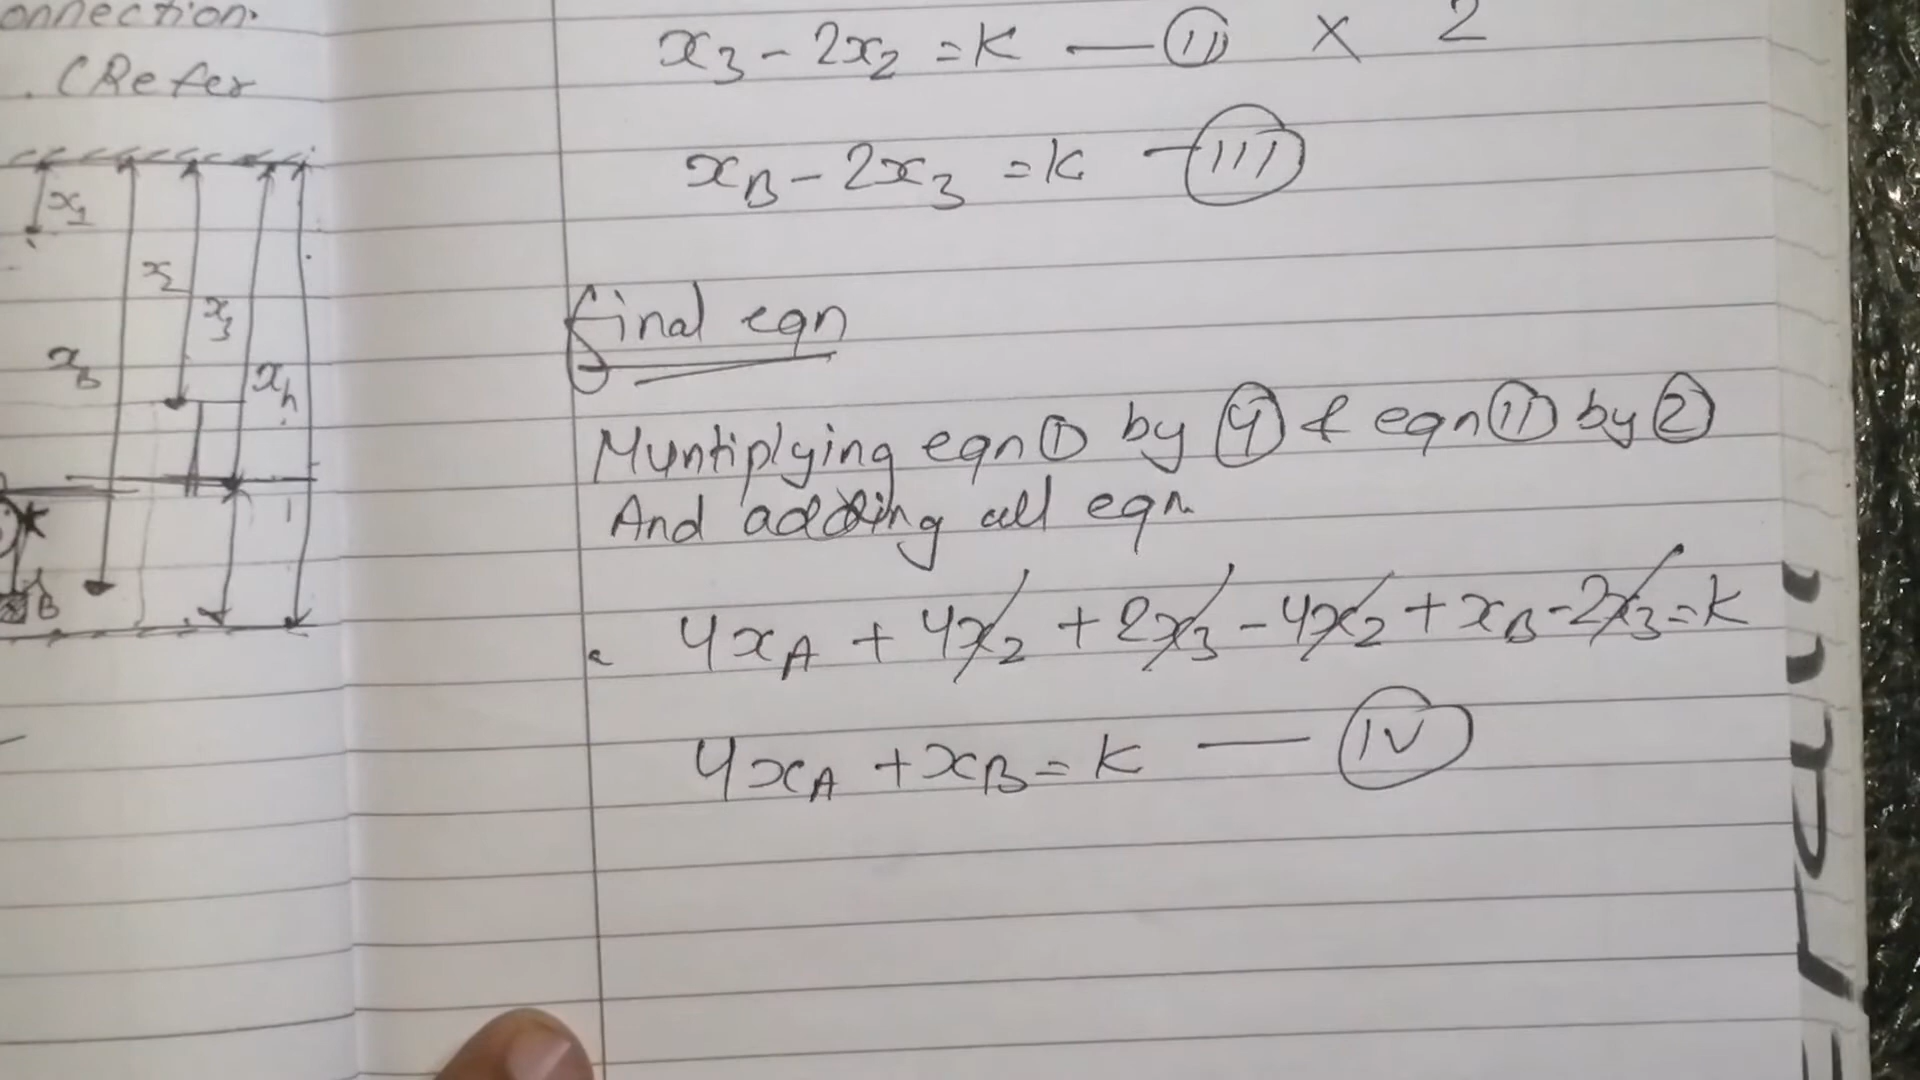 onnection.
. (Refer
x1
x2
x3
xB
xh
B
x3 - 2x2 = K — (II) × 2
xB - 2x3 = k — (III)
final eqn
Muntiplying eqn (I) by (4) & eqn (II) by (2)
And adding all eqn.
4xA + 4x2 + 2x3 - 4x2 + xB - 2x3 = k
4xA + xB = k — (IV)